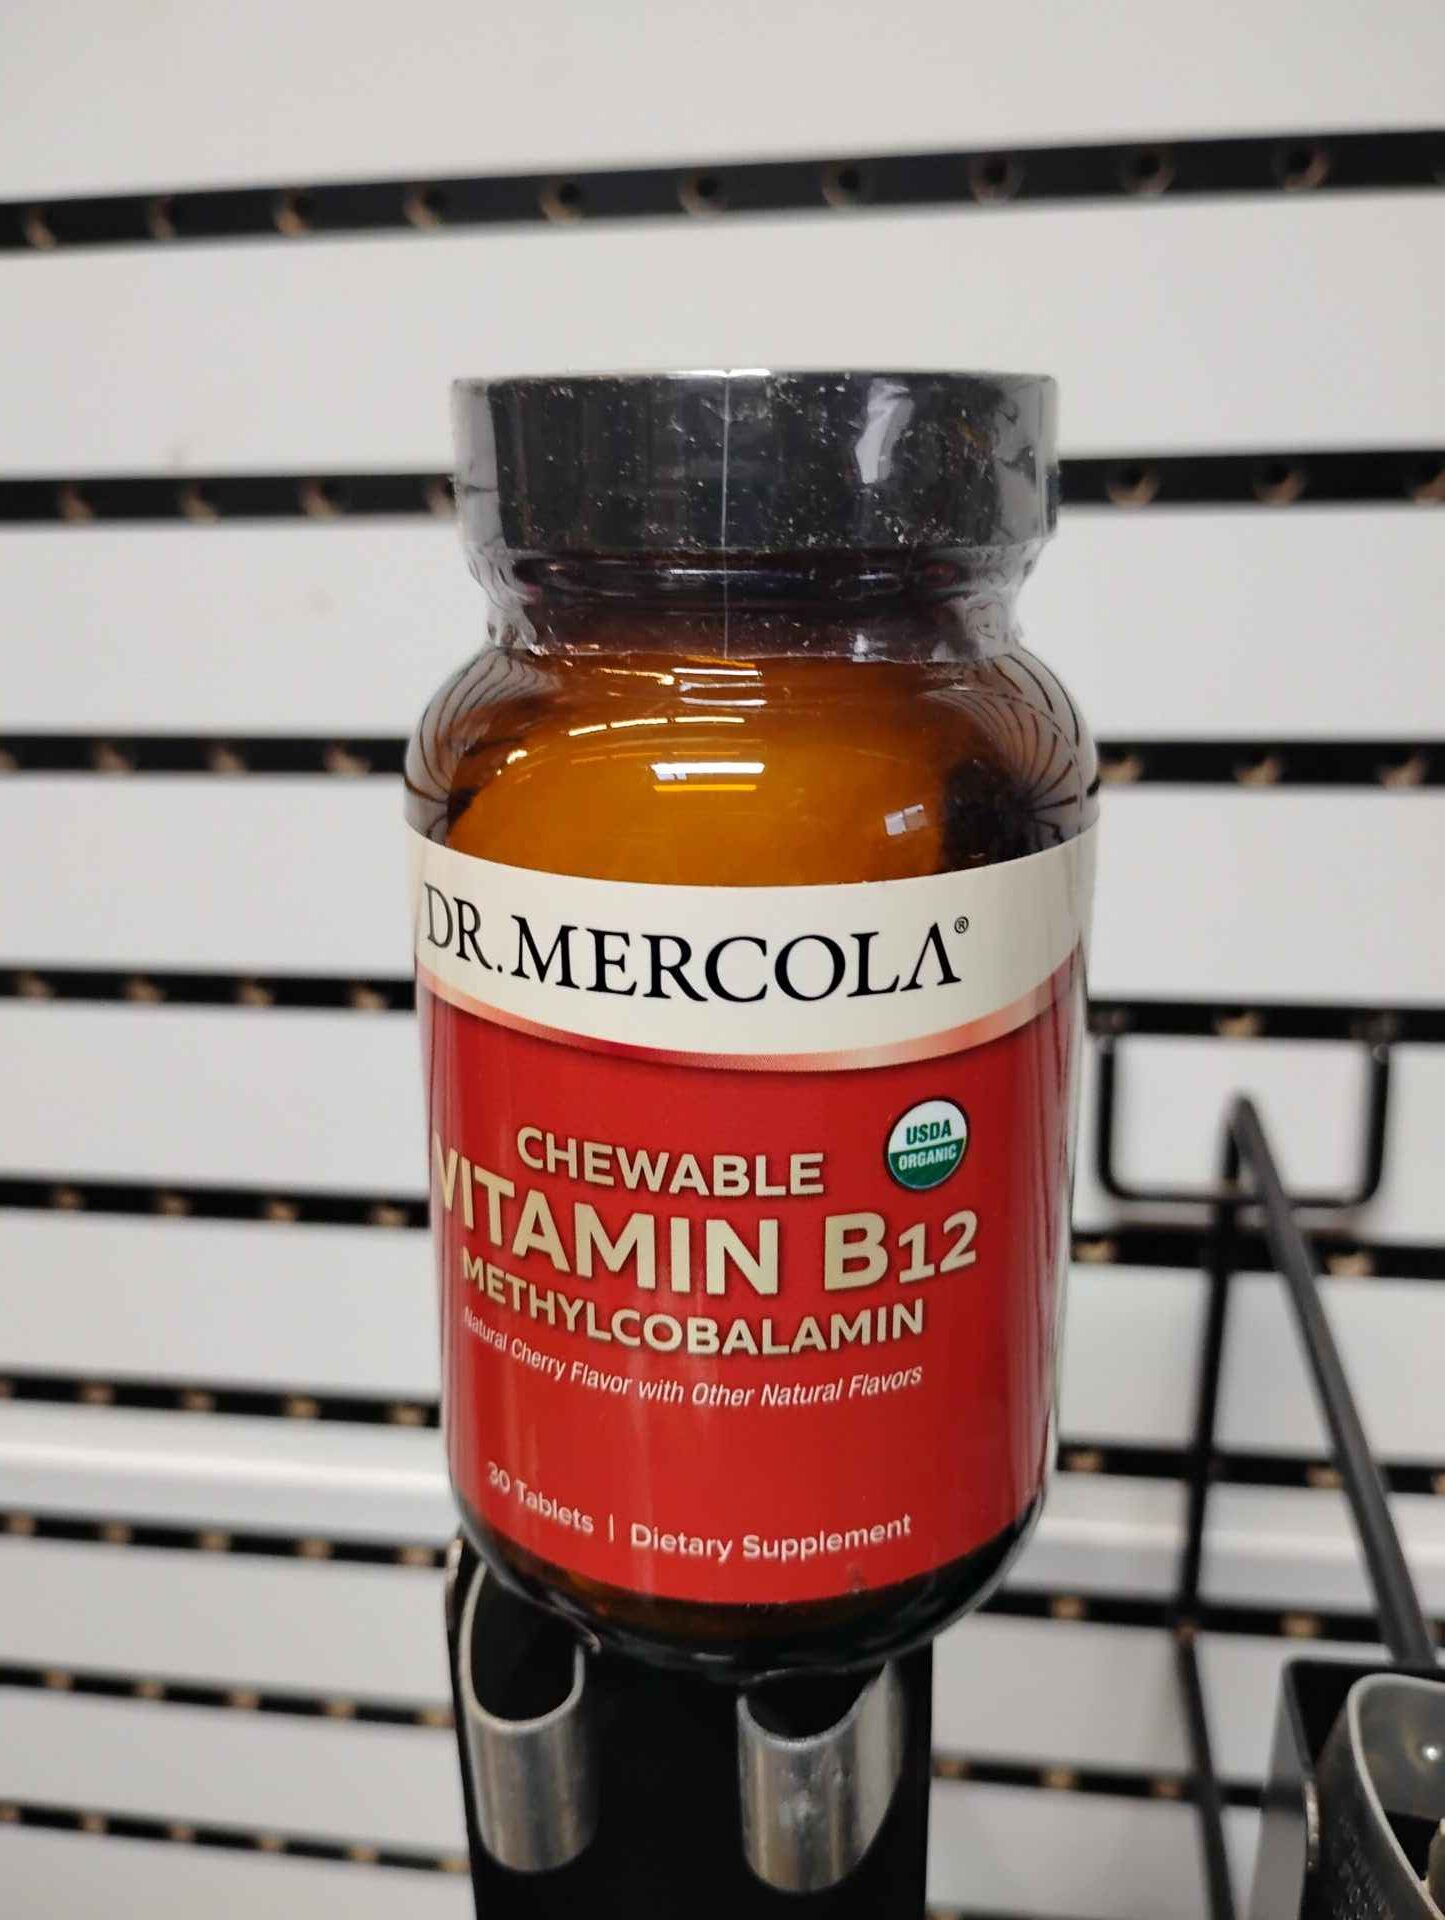 DR. MERCOLA®
USDA
ORGANIC
CHEWABLE
VITAMIN B12
METHYLCOBALAMIN
Natural Cherry Flavor with Other Natural Flavors
30 Tablets | Dietary Supplement